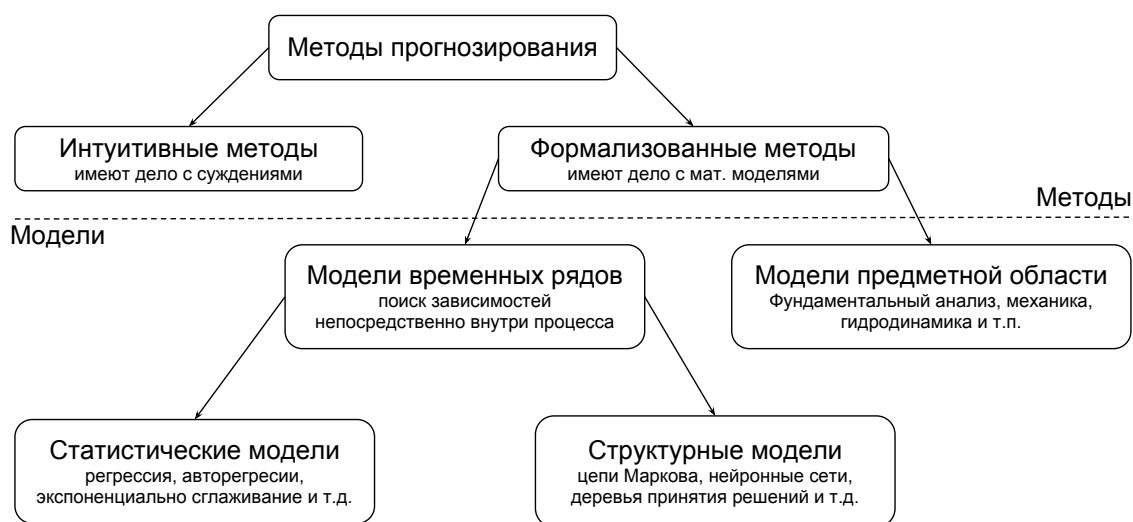 Методы прогнозирования
Интуитивные методы
имеют дело с суждениями
Формализованные методы
имеют дело с мат. моделями
Методы
Модели
Модели временных рядов
поиск зависимостей
непосредственно внутри процесса
Модели предметной области
Фундаментальный анализ, механика,
гидродинамика и т.п.
Статистические модели
регрессия, авторегресии,
экспоненциально сглаживание и т.д.
Структурные модели
цепи Маркова, нейронные сети,
деревья принятия решений и т.д.